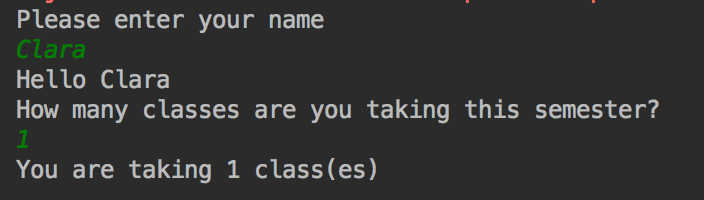 Please enter your name
Clara
Hello Clara
How many classes are you taking this semester?
1
You are taking 1 class(es)